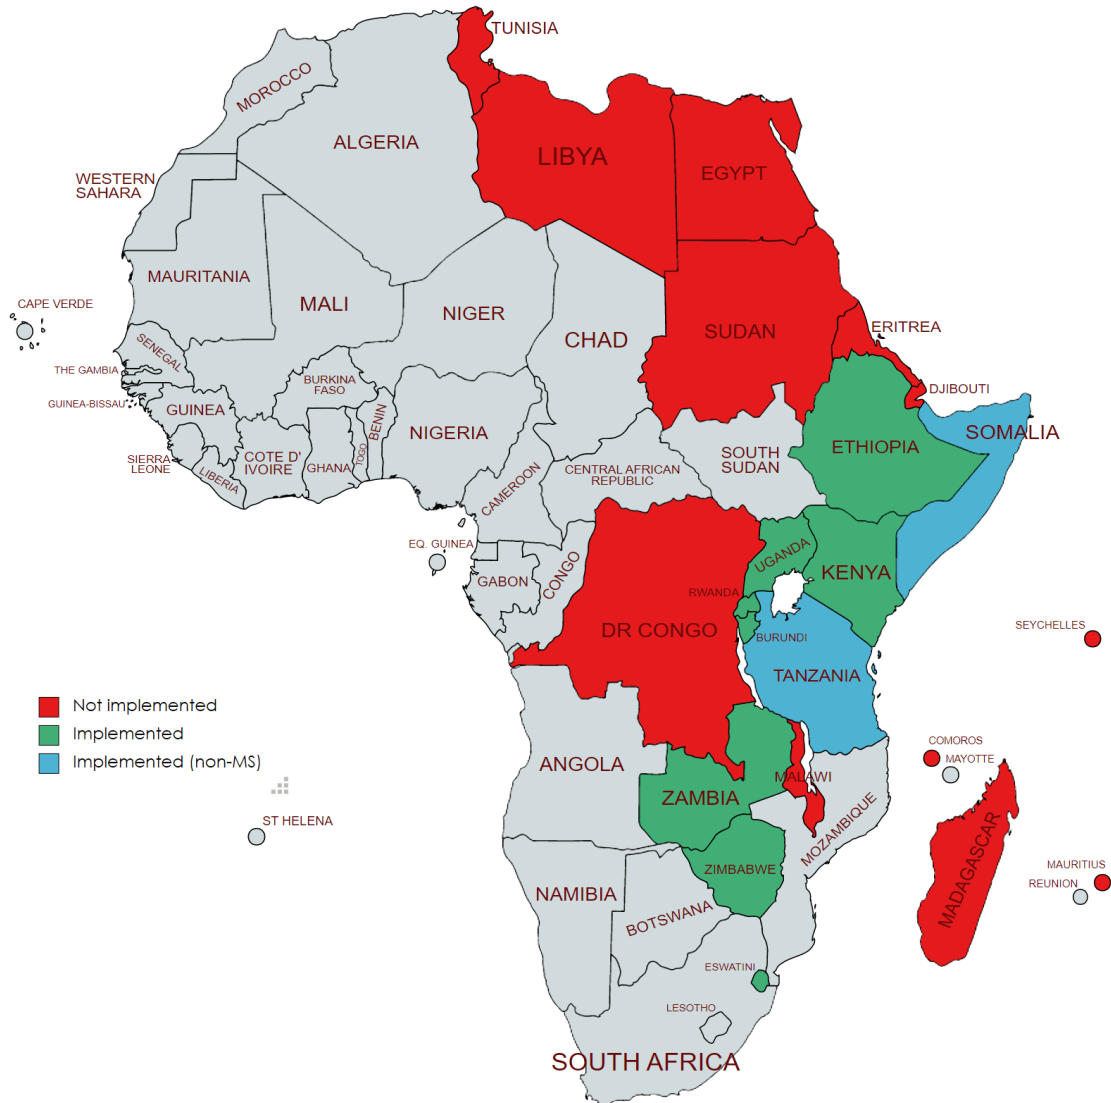 TUNISIA
MOROCCO
ALGERIA
LIBYA
EGYPT
WESTERN
SAHARA
MAURITANIA
MALI
NIGER
CHAD
SUDAN
ERITREA
CAPE VERDE
SENEGAL
THE GAMBIA
GUINEA-BISSAU
GUINEA
SIERRA
LEONE
LIBERIA
COTE D'
IVOIRE
BURKINA
FASO
GHANA
TOGO
BENIN
NIGERIA
CAMEROON
CENTRAL AFRICAN
REPUBLIC
SOUTH
SUDAN
ETHIOPIA
DJIBOUTI
SOMALIA
EQ. GUINEA
GABON
CONGO
DR CONGO
UGANDA
KENYA
RWANDA
BURUNDI
TANZANIA
SEYCHELLES
Not implemented
Implemented
Implemented (non-MS)
ANGOLA
ZAMBIA
MALAWI
MOZAMBIQUE
COMOROS
MAYOTTE
ST HELENA
ZIMBABWE
NAMIBIA
BOTSWANA
MADAGASCAR
MAURITIUS
REUNION
ESWATINI
LESOTHO
SOUTH AFRICA